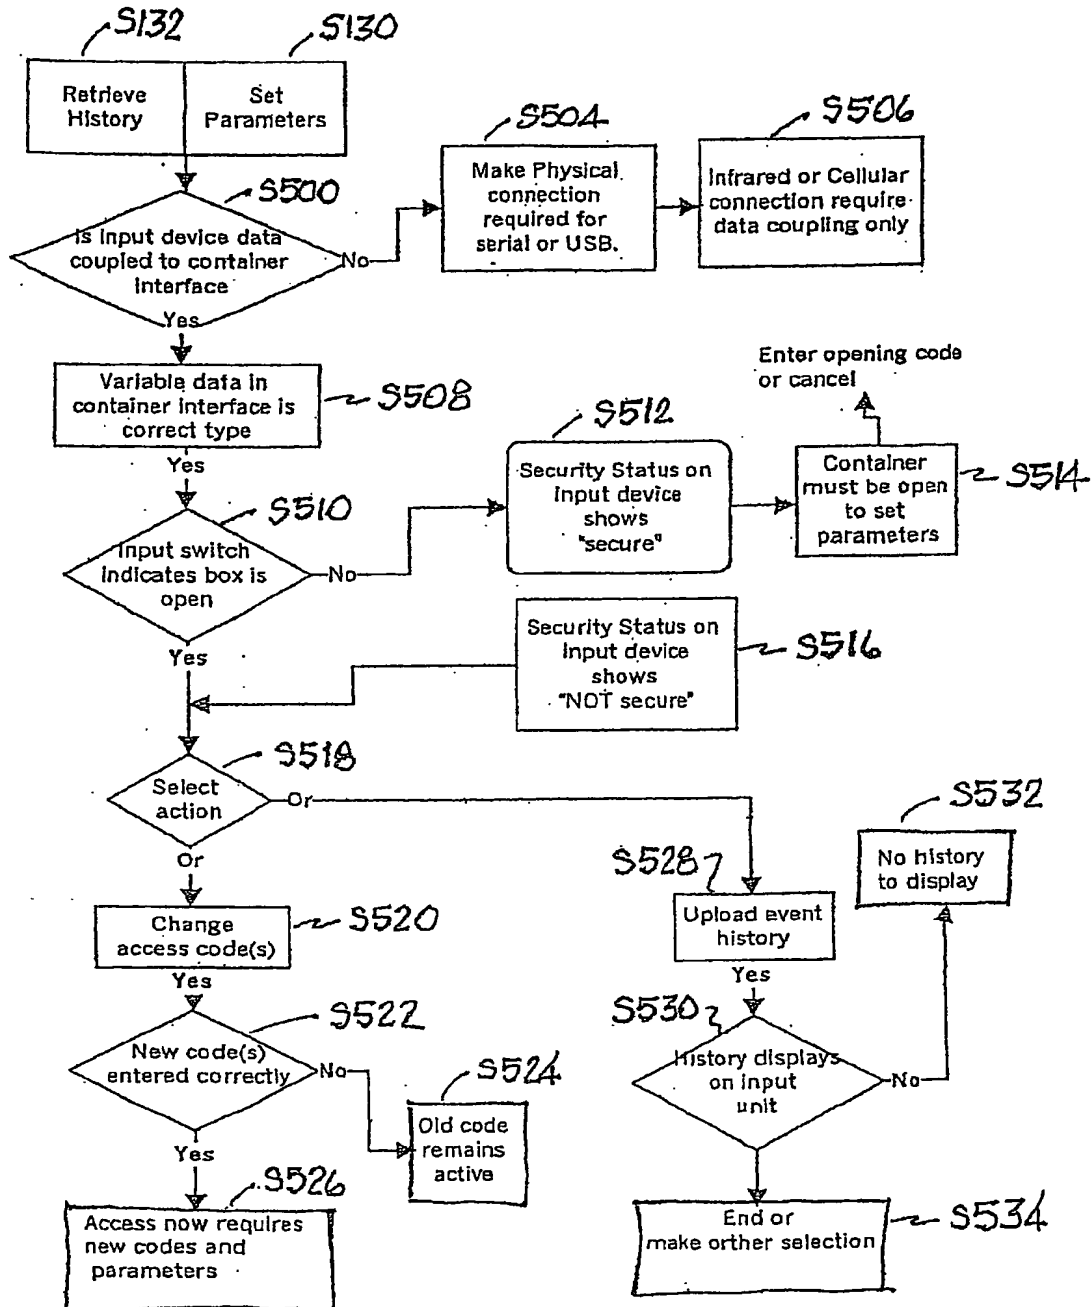 S132
S130
Retrieve
History
Set
Parameters
S500
Is input device data
coupled to container
interface
No
Yes
S504
Make Physical
connection
required for
serial or USB.
S506
Infrared or Cellular
connection require
data coupling only
Variable data in
container interface is
correct type
S508
Yes
S510
Input switch
indicates box is
open
No
Yes
S512
Security Status on
input device
shows
"secure"
Enter opening code
or cancel
Container
must be open
to set
parameters
S514
Security Status on
input device
shows
"NOT secure"
S516
S518
Select
action
Or
Or
Change
access code(s)
S520
Yes
S522
New code(s)
entered correctly
No
Yes
S524
Old code
remains
active
S526
Access now requires
new codes and
parameters
S528
Upload event
history
Yes
S530
History displays
on input
unit
No
S532
No history
to display
End or
make orther selection
S534